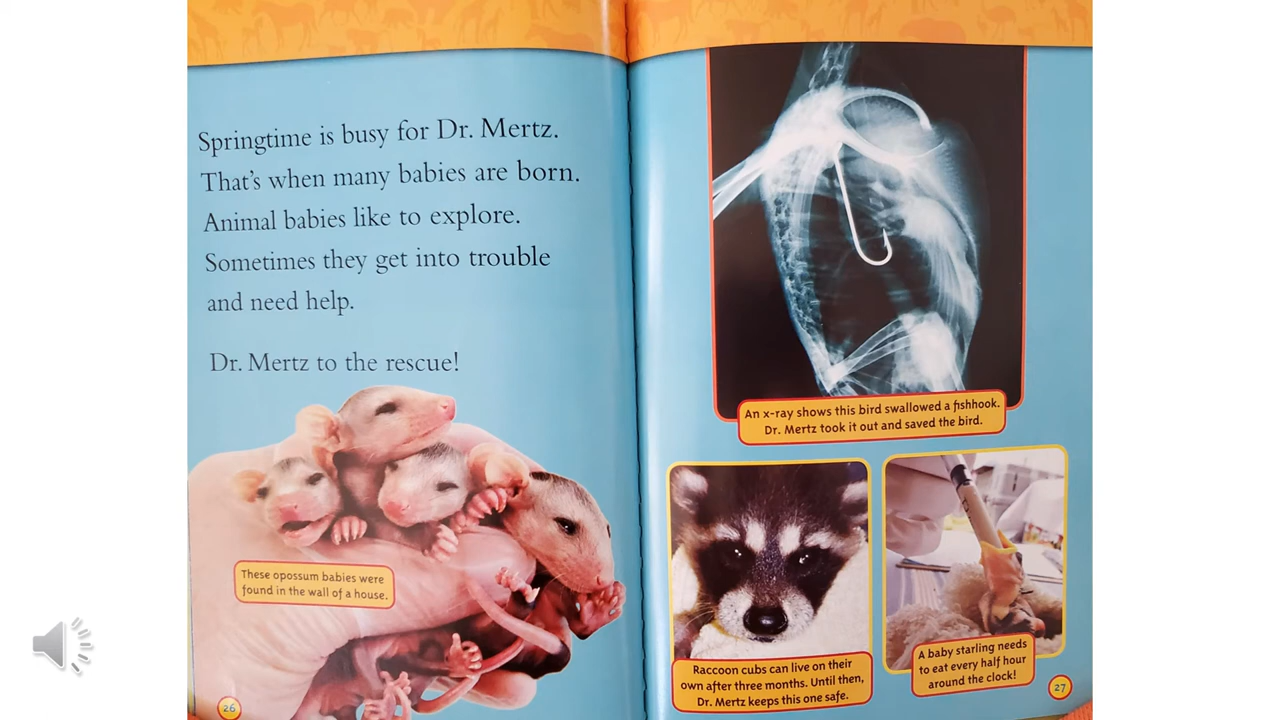 Springtime is busy for Dr. Mertz.
That's when many babies are born.
Animal babies like to explore.
Sometimes they get into trouble
and need help.
Dr. Mertz to the rescue!
These opossum babies were
found in the wall of a house.
26
An x-ray shows this bird swallowed a fishhook.
Dr. Mertz took it out and saved the bird.
Raccoon cubs can live on their
own after three months. Until then,
Dr. Mertz keeps this one safe.
A baby starling needs
to eat every half hour
around the clock!
27